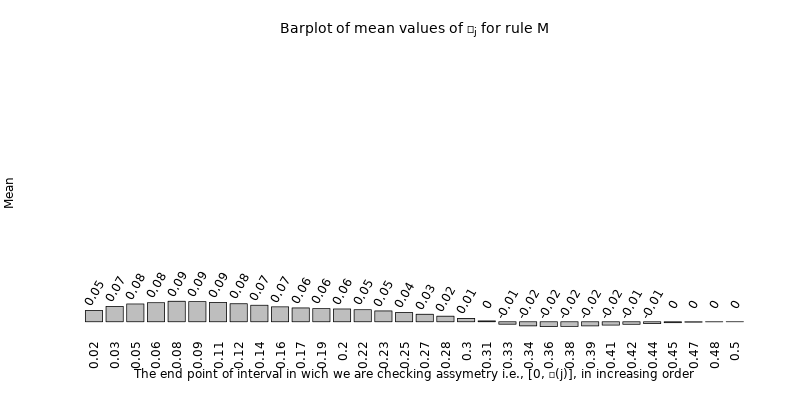 Barplot of mean values of □j for rule M
Mean
0.05 0.07 0.08 0.08 0.09 0.09 0.09 0.08 0.07 0.07 0.06 0.06 0.06 0.05 0.05 0.04 0.03 0.02 0.01 0 -0.01 -0.02 -0.02 -0.02 -0.02 -0.02 -0.01 -0.01 0 0 0 0
0.02 0.03 0.05 0.06 0.08 0.09 0.11 0.12 0.14 0.16 0.17 0.19 0.2 0.22 0.23 0.25 0.27 0.28 0.3 0.31 0.33 0.34 0.36 0.38 0.39 0.41 0.42 0.44 0.45 0.47 0.48 0.5
The end point of interval in wich we are checking assymetry i.e., [0, □(j)], in increasing order